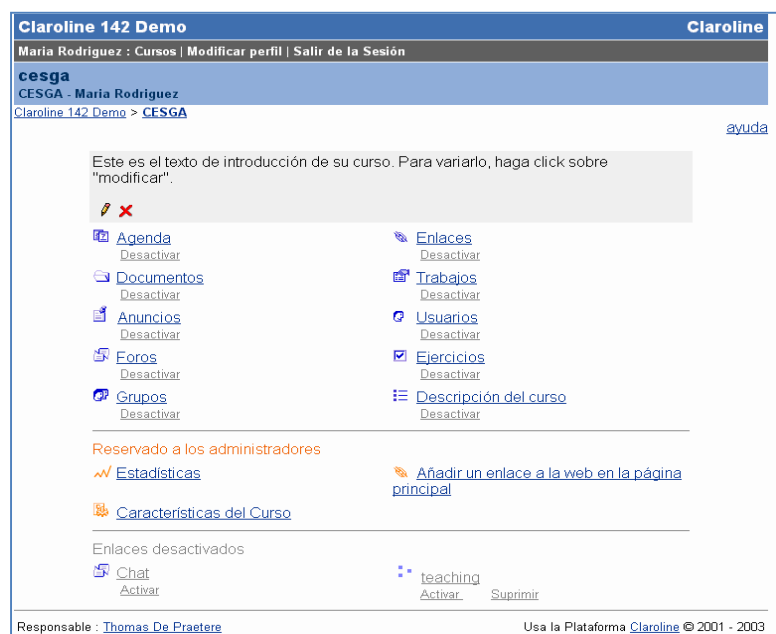 Claroline 142 Demo Claroline
Maria Rodriguez : Cursos | Modificar perfil | Salir de la Sesión
cesga
CESGA - Maria Rodriguez
Claroline 142 Demo > CESGA
ayuda
Este es el texto de introducción de su curso. Para variarlo, haga click sobre
"modificar".
Agenda Enlaces
Desactivar Desactivar
Documentos Trabajos
Desactivar Desactivar
Anuncios Usuarios
Desactivar Desactivar
Foros Ejercicios
Desactivar Desactivar
Grupos Descripción del curso
Desactivar Desactivar
Reservado a los administradores
Estadísticas Añadir un enlace a la web en la página
principal
Características del Curso
Enlaces desactivados
Chat teaching
Activar Activar Suprimir
Responsable : Thomas De Praetere Usa la Plataforma Claroline © 2001 - 2003